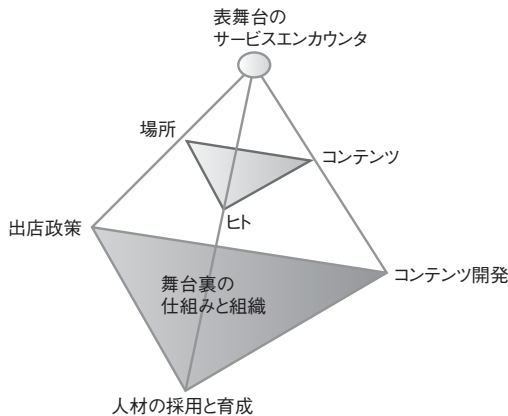 表舞台の
サービスエンカウンタ
場所
コンテンツ
ヒト
出店政策
コンテンツ開発
舞台裏の
仕組みと組織
人材の採用と育成